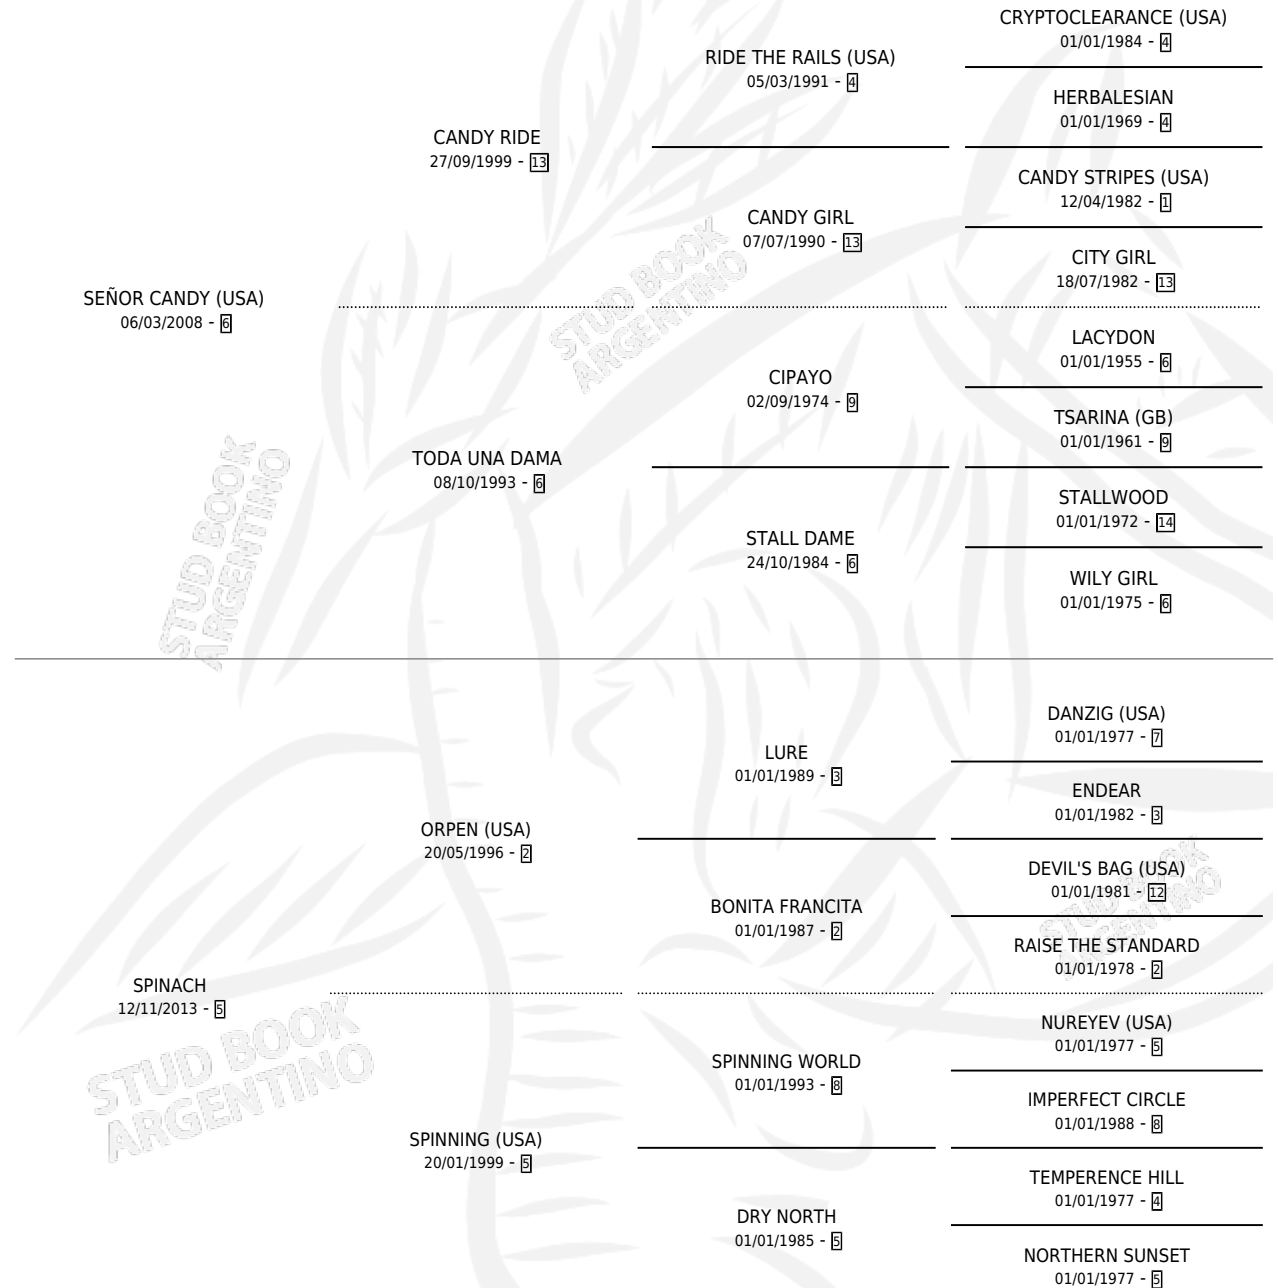 SEÑOR CANDY (USA)
06/03/2008 - 6
CANDY RIDE
27/09/1999 - 13
RIDE THE RAILS (USA)
05/03/1991 - 4
CRYPTOCLEARANCE (USA)
01/01/1984 - 4
HERBALESIAN
01/01/1969 - 4
CANDY GIRL
07/07/1990 - 13
CANDY STRIPES (USA)
12/04/1982 - 1
CITY GIRL
18/07/1982 - 13
TODA UNA DAMA
08/10/1993 - 6
CIPAYO
02/09/1974 - 9
LACYDON
01/01/1955 - 6
TSARINA (GB)
01/01/1961 - 9
STALL DAME
24/10/1984 - 6
STALLWOOD
01/01/1972 - 14
WILY GIRL
01/01/1975 - 6
SPINACH
12/11/2013 - 5
ORPEN (USA)
20/05/1996 - 2
LURE
01/01/1989 - 3
DANZIG (USA)
01/01/1977 - 7
ENDEAR
01/01/1982 - 3
BONITA FRANCITA
01/01/1987 - 2
DEVIL'S BAG (USA)
01/01/1981 - 12
RAISE THE STANDARD
01/01/1978 - 2
SPINNING (USA)
20/01/1999 - 5
SPINNING WORLD
01/01/1993 - 8
NUREYEV (USA)
01/01/1977 - 5
IMPERFECT CIRCLE
01/01/1988 - 8
DRY NORTH
01/01/1985 - 5
TEMPERENCE HILL
01/01/1977 - 4
NORTHERN SUNSET
01/01/1977 - 5
STUD BOOK
ARGENTINO
STUD BOOK
ARGENTINO
STUD BOOK
ARGENTINO
STUD BOOK
ARGENTINO